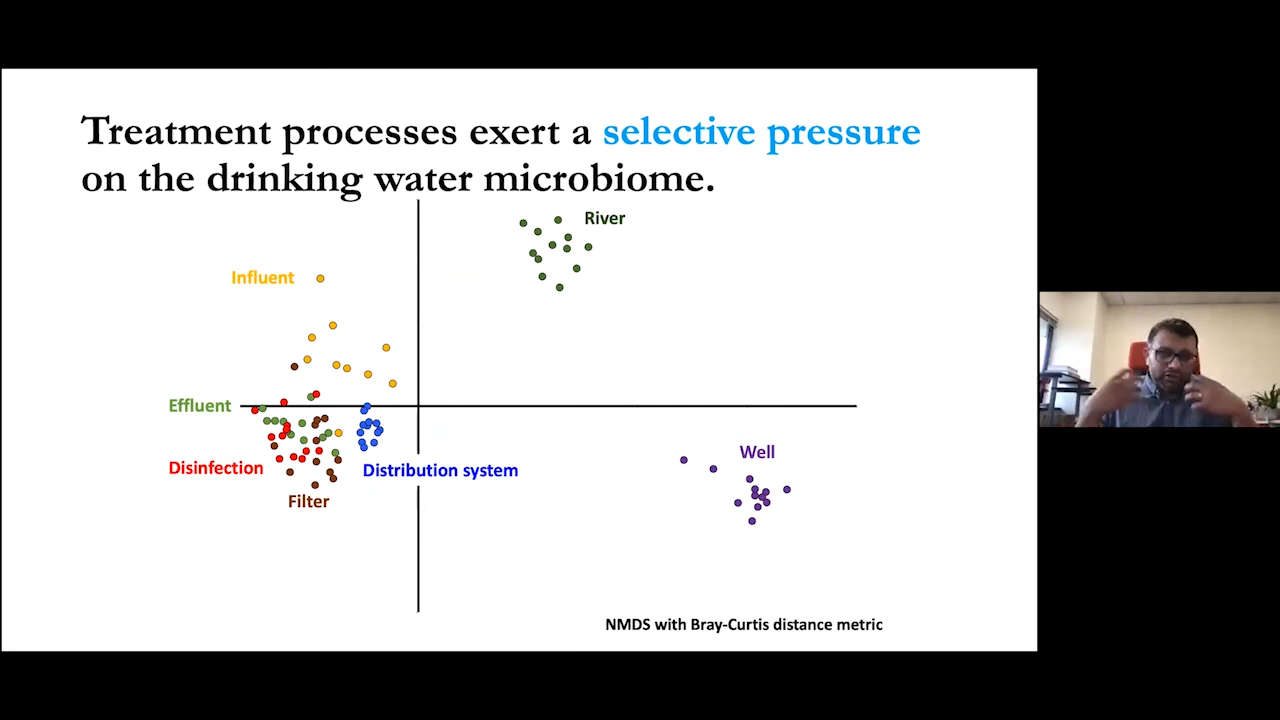 Treatment processes exert a selective pressure
on the drinking water microbiome.
River
Influent
Effluent
Well
Disinfection
Distribution system
Filter
NMDS with Bray-Curtis distance metric